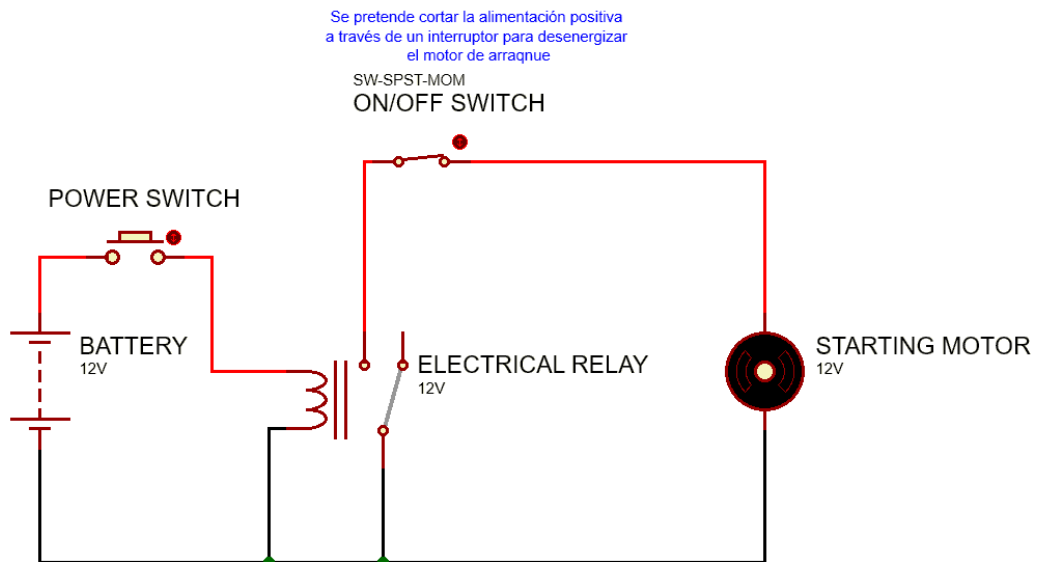 Se pretende cortar la alimentación positiva
a través de un interruptor para desenergizar
el motor de arraqnue
SW-SPST-MOM
ON/OFF SWITCH
POWER SWITCH
BATTERY
12V
ELECTRICAL RELAY
12V
STARTING MOTOR
12V